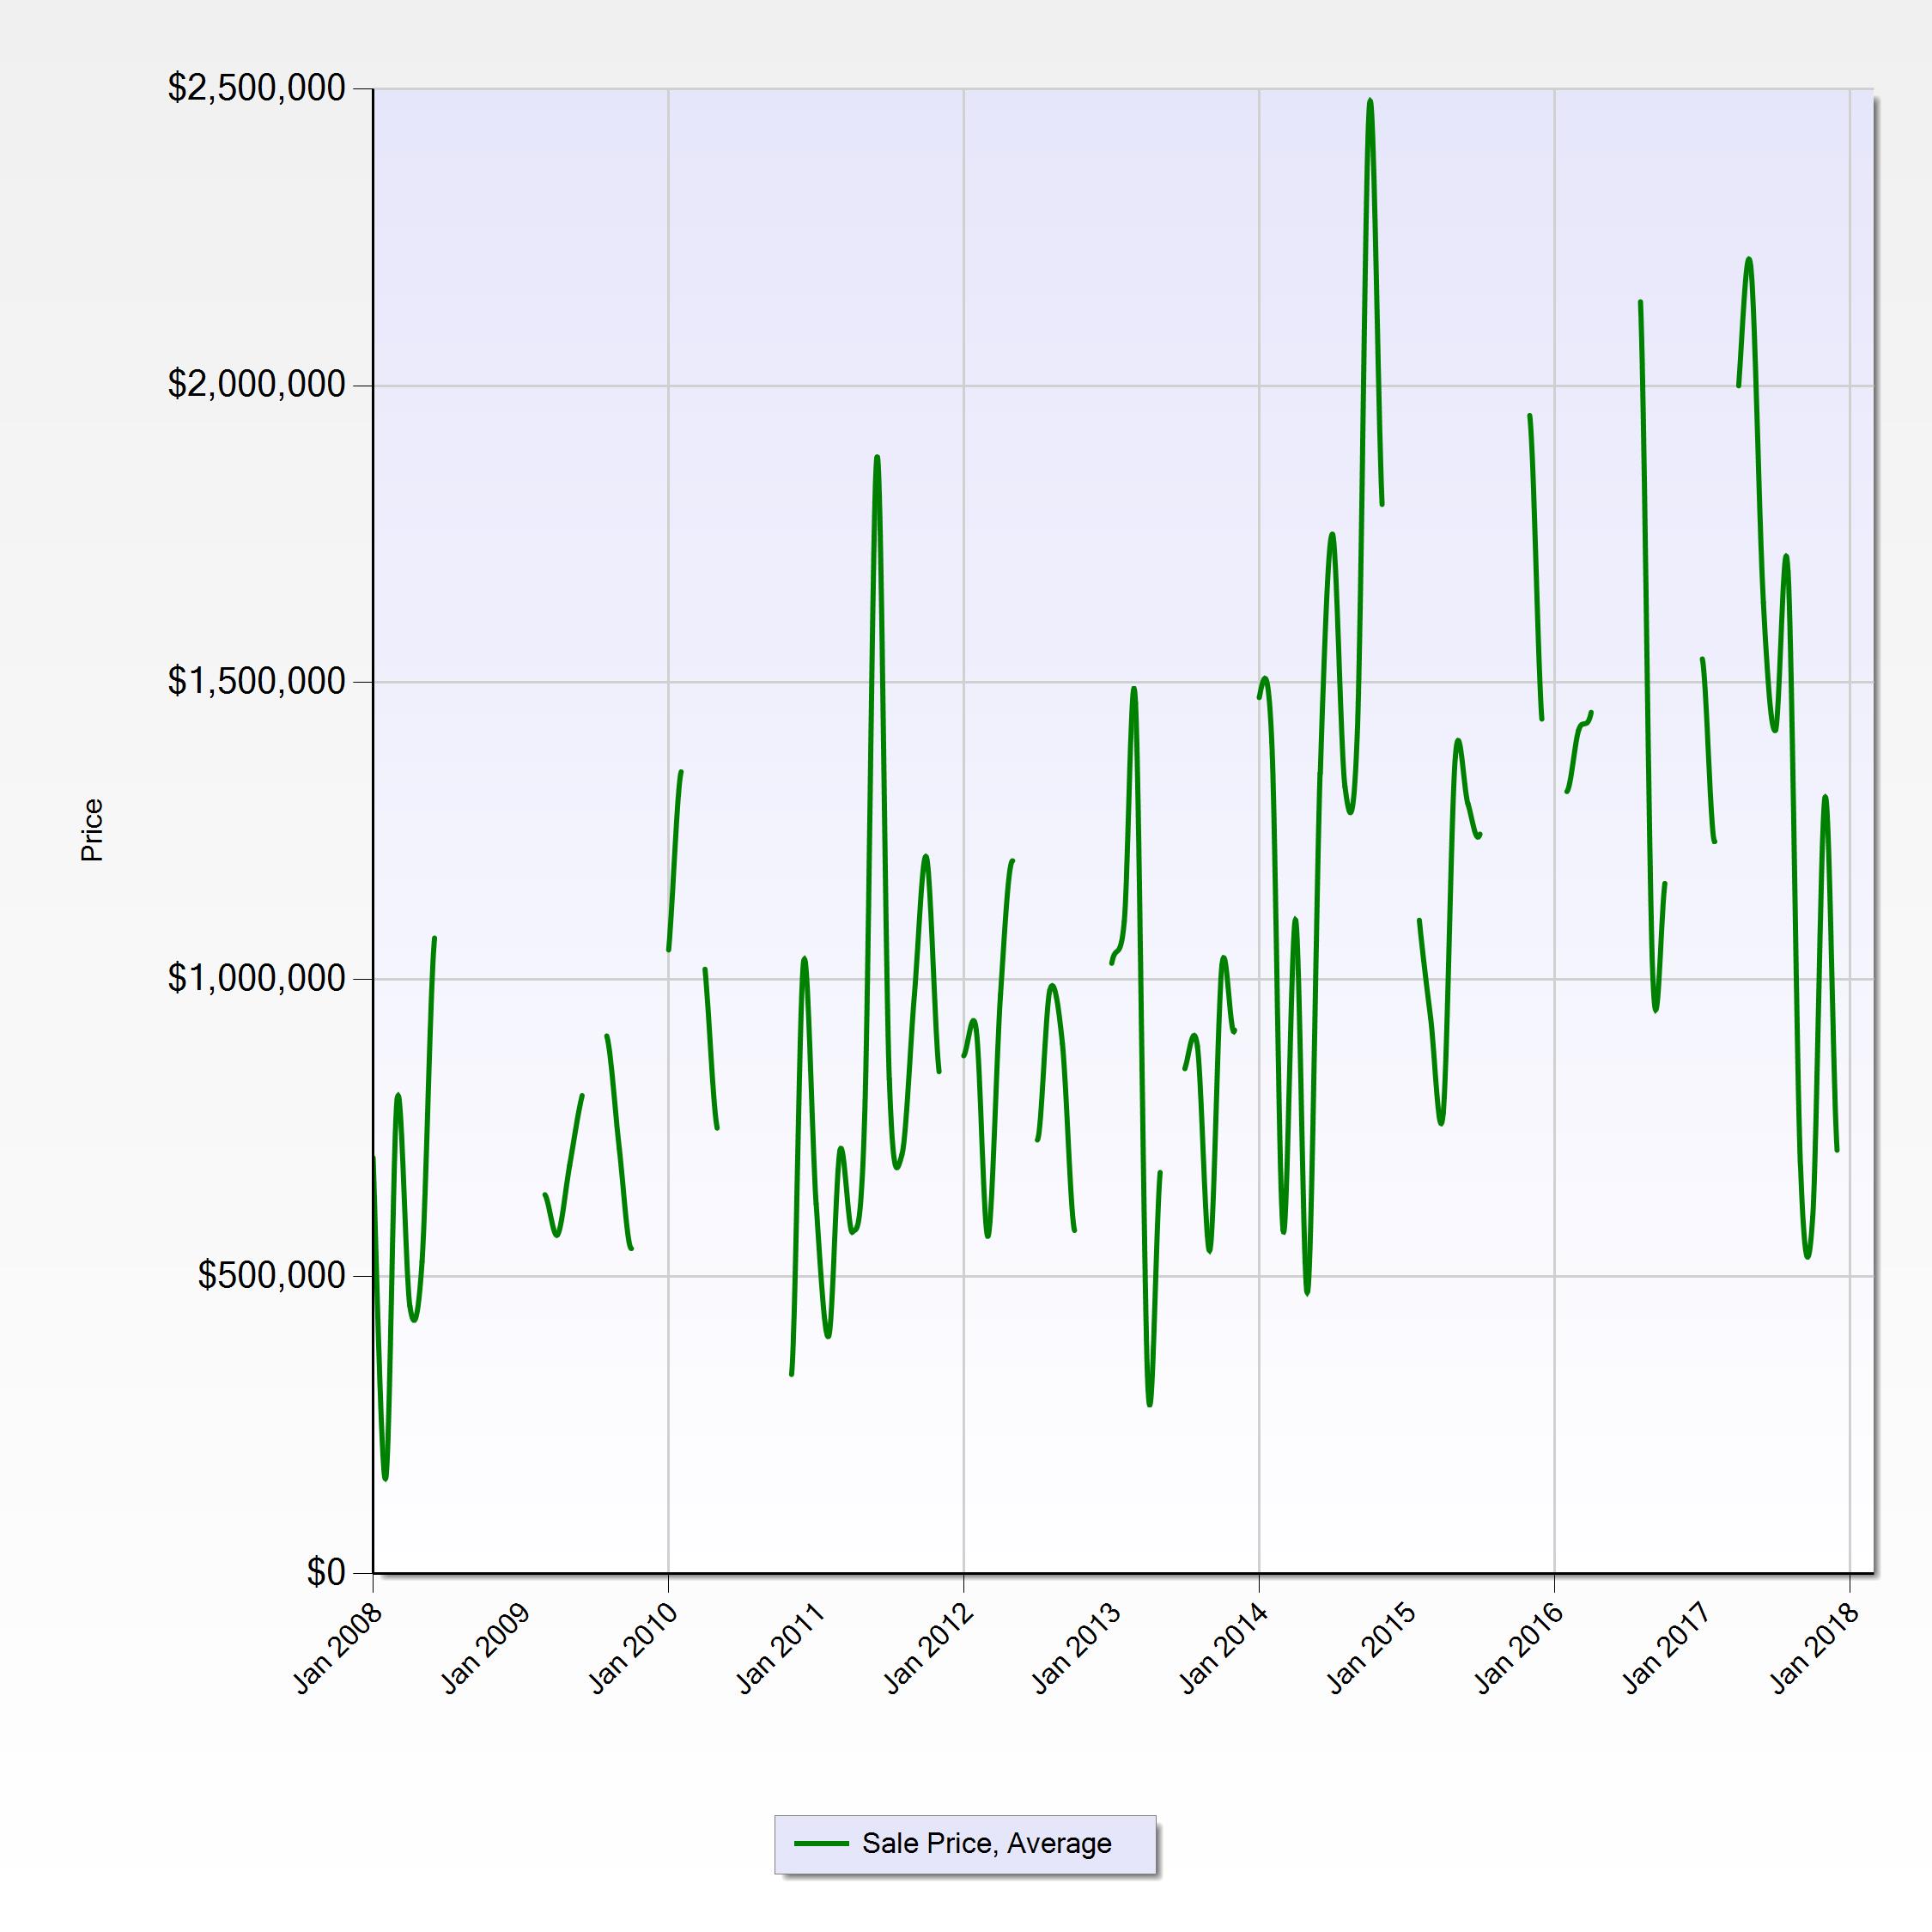 $2,500,000
$2,000,000
$1,500,000
$1,000,000
$500,000
$0
Price
Jan 2008
Jan 2009
Jan 2010
Jan 2011
Jan 2012
Jan 2013
Jan 2014
Jan 2015
Jan 2016
Jan 2017
Jan 2018
Sale Price, Average